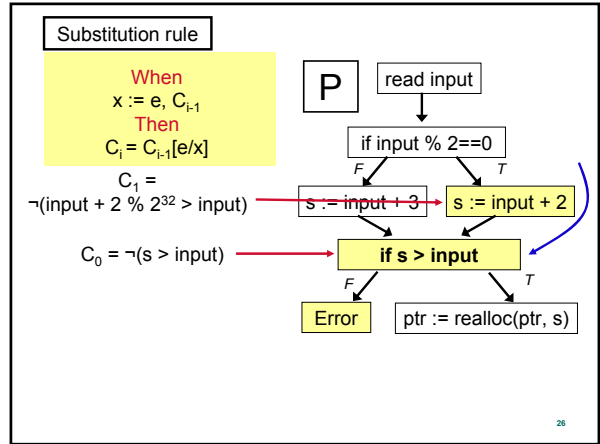 Substitution rule
When
x := e, Cᵢ₋₁
Then
Cᵢ = Cᵢ₋₁[e/x]
C₁ =
¬(input + 2 % 2³² > input)
C₀ = ¬(s > input)
P
read input
if input % 2==0
F
T
s := input + 3
s := input + 2
if s > input
F
T
Error
ptr := realloc(ptr, s)
26